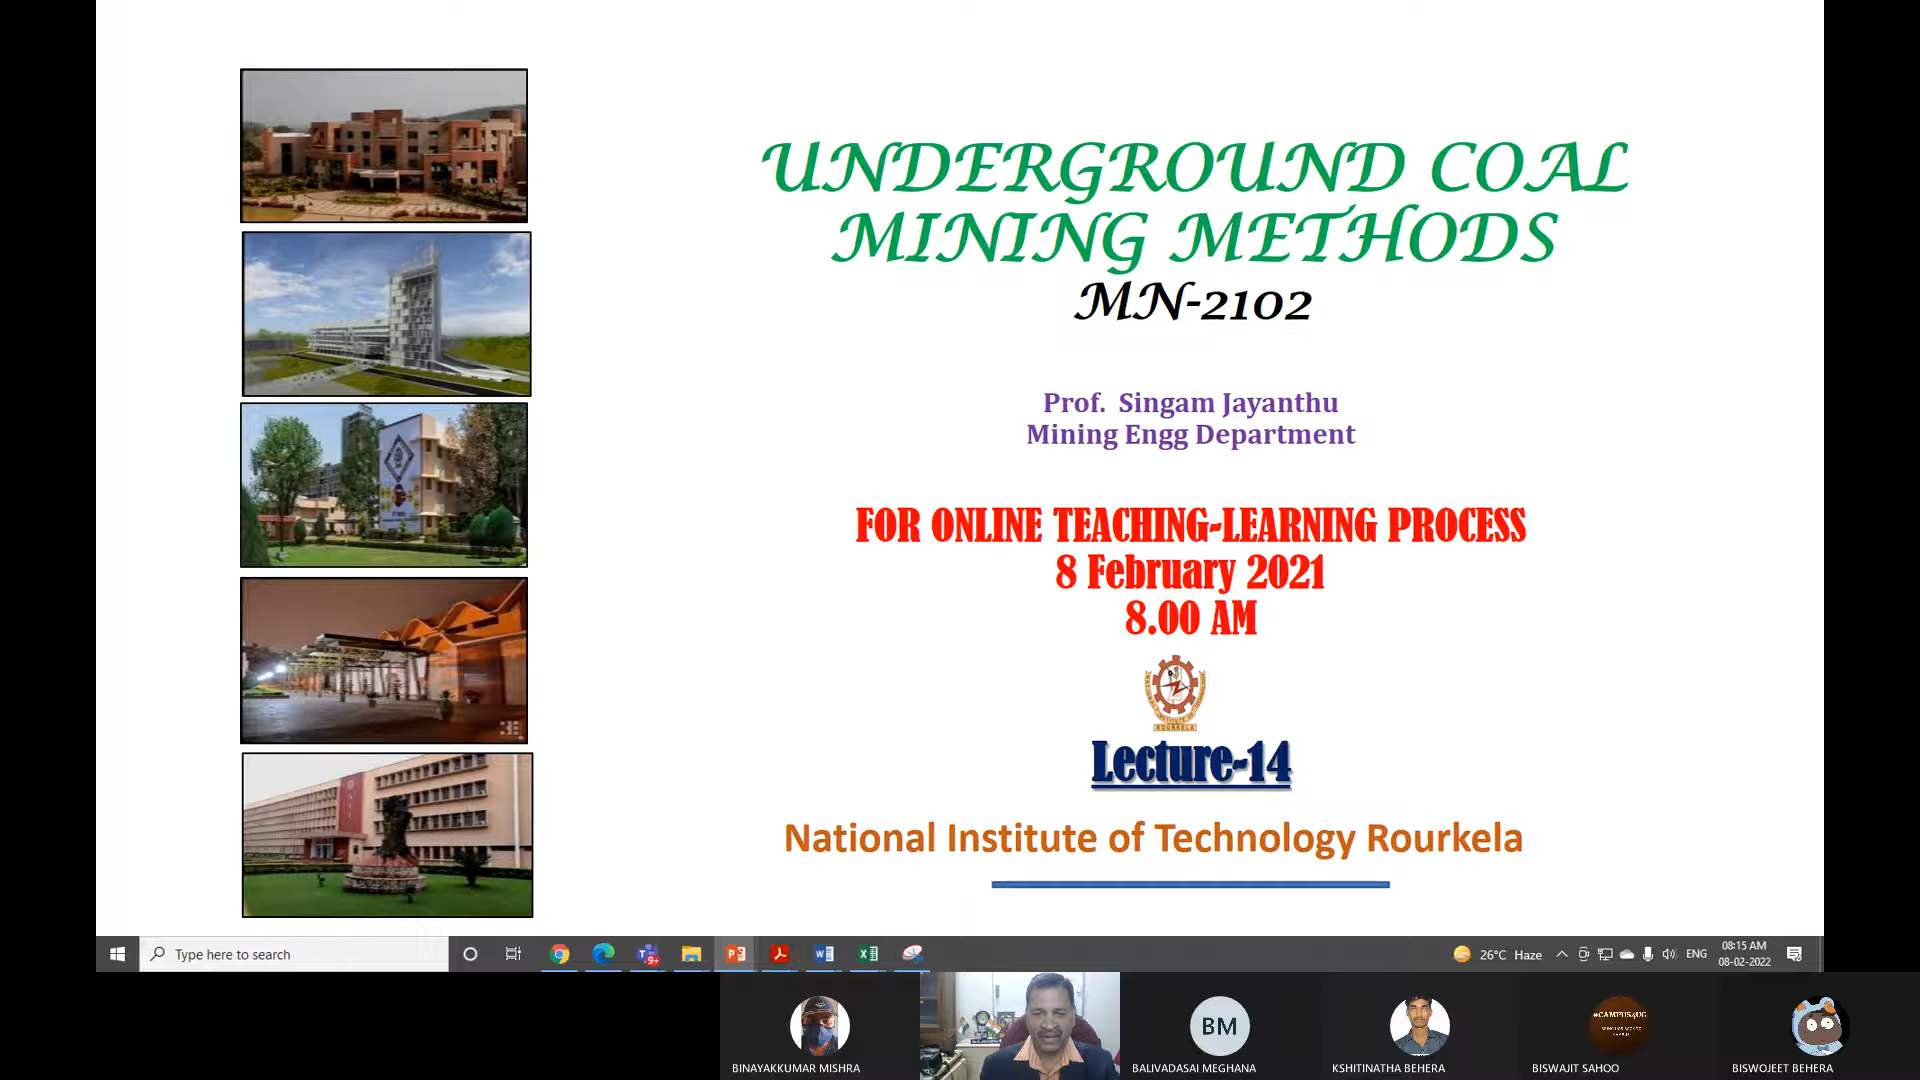 UNDERGROUND COAL
MINING METHODS
MN-2102
Prof. Singam Jayanthu
Mining Engg Department
FOR ONLINE TEACHING-LEARNING PROCESS
8 February 2021
8.00 AM
Lecture-14
National Institute of Technology Rourkela
Type here to search
9+
26°C Haze
ENG
08:15 AM
08-02-2022
BINAYAKKUMAR MISHRA
BM
BALIVADASAI MEGHANA
KSHITINATHA BEHERA
#CAMPUS4UG
BISWAJIT SAHOO
BISWOJEET BEHERA